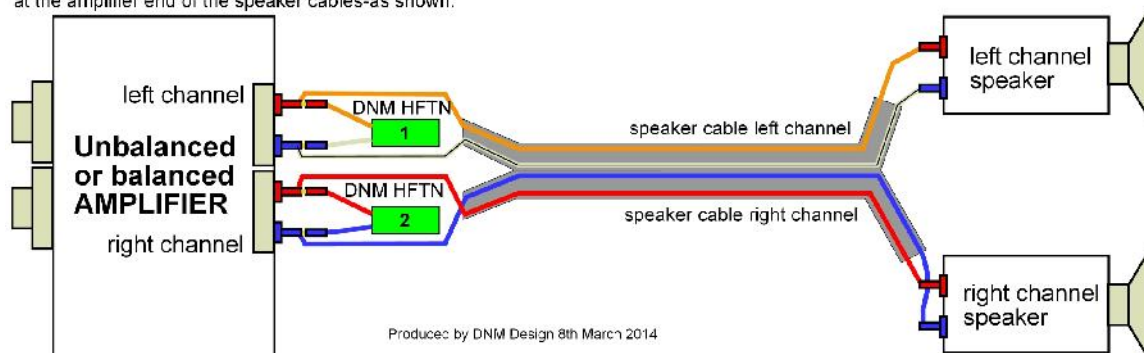 at the amplifier end of the speaker cables-as shown.
left channel
Unbalanced
or balanced
AMPLIFIER
right channel
DNM HFTN
1
DNM HFTN
2
speaker cable left channel
speaker cable right channel
left channel
speaker
right channel
speaker
Produced by DNM Design 8th March 2014